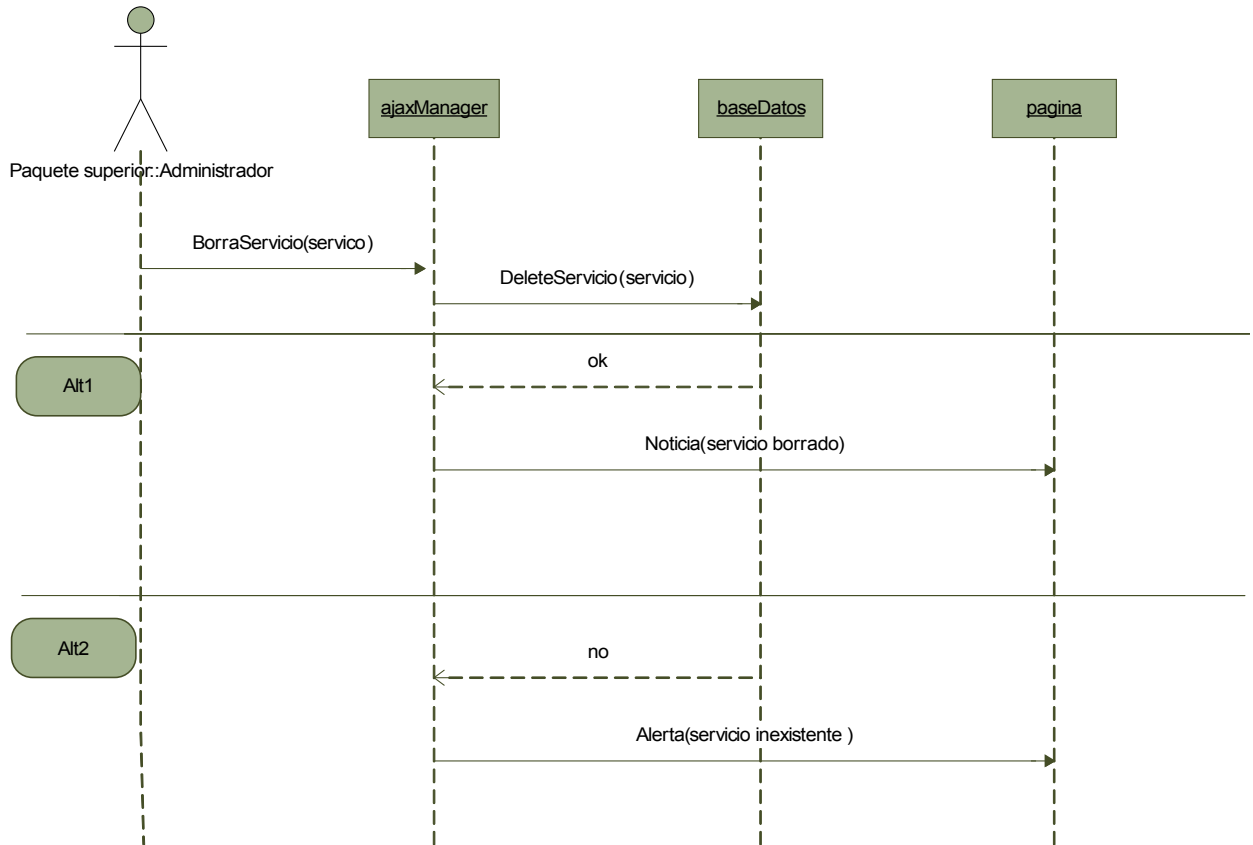 ajaxManager
baseDatos
pagina
Paquete superior::Administrador
BorraServicio(servico)
DeleteServicio(servicio)
Alt1
ok
Noticia(servicio borrado)
Alt2
no
Alerta(servicio inexistente )